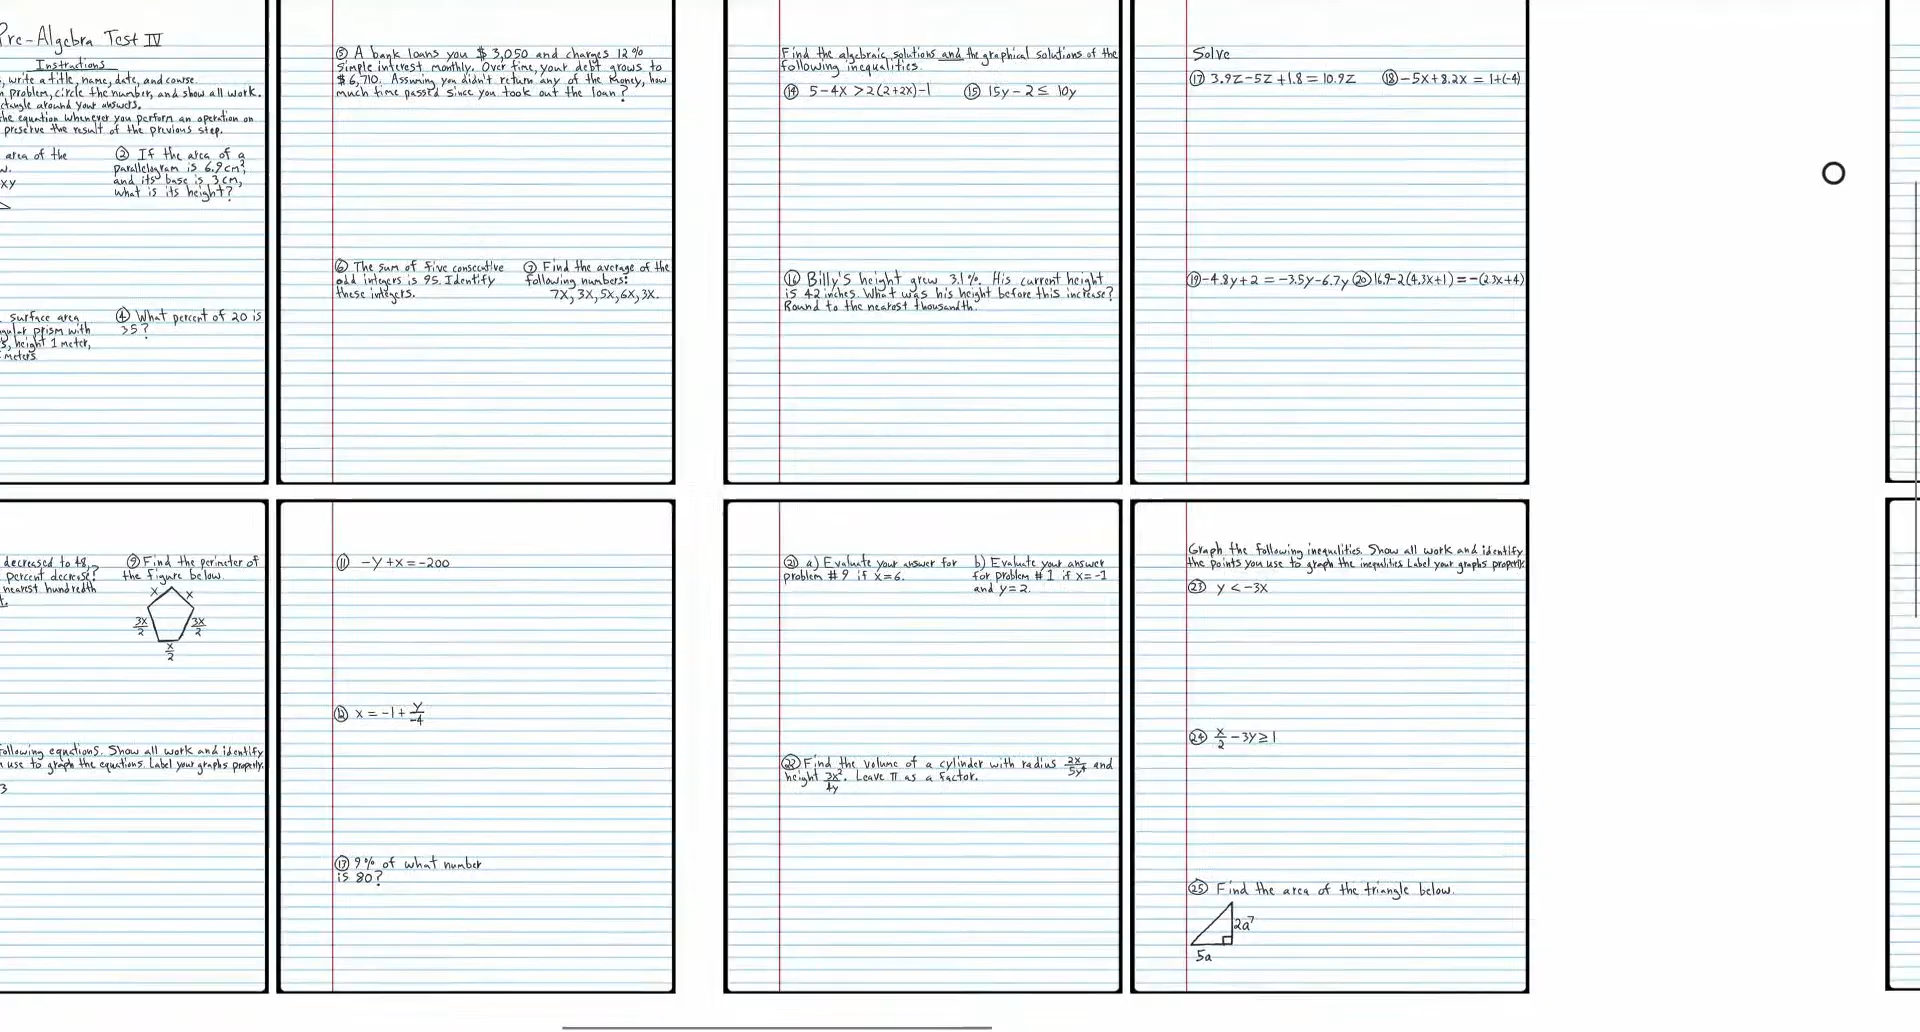 Pre-Algebra Test IV
Instructions
, write a title, name, date, and course.
problem, circle the number, and show all work.
ctangle around your answers.
the equation whenever you perform an operation on
preserve the result of the previous step.
area of the
w.
XY
② If the area of a
parallelogram is 6.9 cm²,
and its base is 3 cm,
what is its height?
surface area
gular prism with
s, height 1 meter,
meters.
④ What percent of 20 is
35?
⑤ A bank loans you $3,050 and charges 12%
simple interest monthly. Over time, your debt grows to
$6,710. Assuming you didn't return any of the money, how
much time passed since you took out the loan?
⑥ The sum of five consecutive
odd integers is 95. Identify
these integers.
⑦ Find the average of the
following numbers:
7X, 3X, 5X, 6X, 3X.
Find the algebraic solutions and the graphical solutions of the
following inequalities.
⑭ 5-4X > 2(2+2X)-1
⑮ 15y-2 ≤ 10y
⑯ Billy's height grew 3.1%. His current height
is 42 inches. What was his height before this increase?
Round to the nearest thousandth.
Solve
⑰ 3.9Z-5Z+1.8 = 10.9Z
⑱ -5X+8.2X = 1+(-4)
⑲ -4.8y+2 = -3.5y-6.7y
⑳ 16.9-2(4.3X+1) = -(2.3X+4)
decreased to 48,
percent decrease?
nearest hundredth
t.
⑨ Find the perimeter of
the figure below.
X X
3X/2 3X/2
X/2
following equations. Show all work and identify
use to graph the equations. Label your graphs properly.
3
⑪ -Y+X = -200
⑫ X = -1+Y/-4
⑬ 9% of what number
is 80?
㉑ a) Evaluate your answer for
problem #9 if X=6.
b) Evaluate your answer
for problem #1 if X=-1
and y=2.
㉒ Find the volume of a cylinder with radius 2X/5y⁴ and
height 3X²/4y. Leave π as a factor.
Graph the following inequalities. Show all work and identify
the points you use to graph the inequalities. Label your graphs properly.
㉓ y < -3X
㉔ X/2 - 3Y ≥ 1
㉕ Find the area of the triangle below.
2a⁷
5a